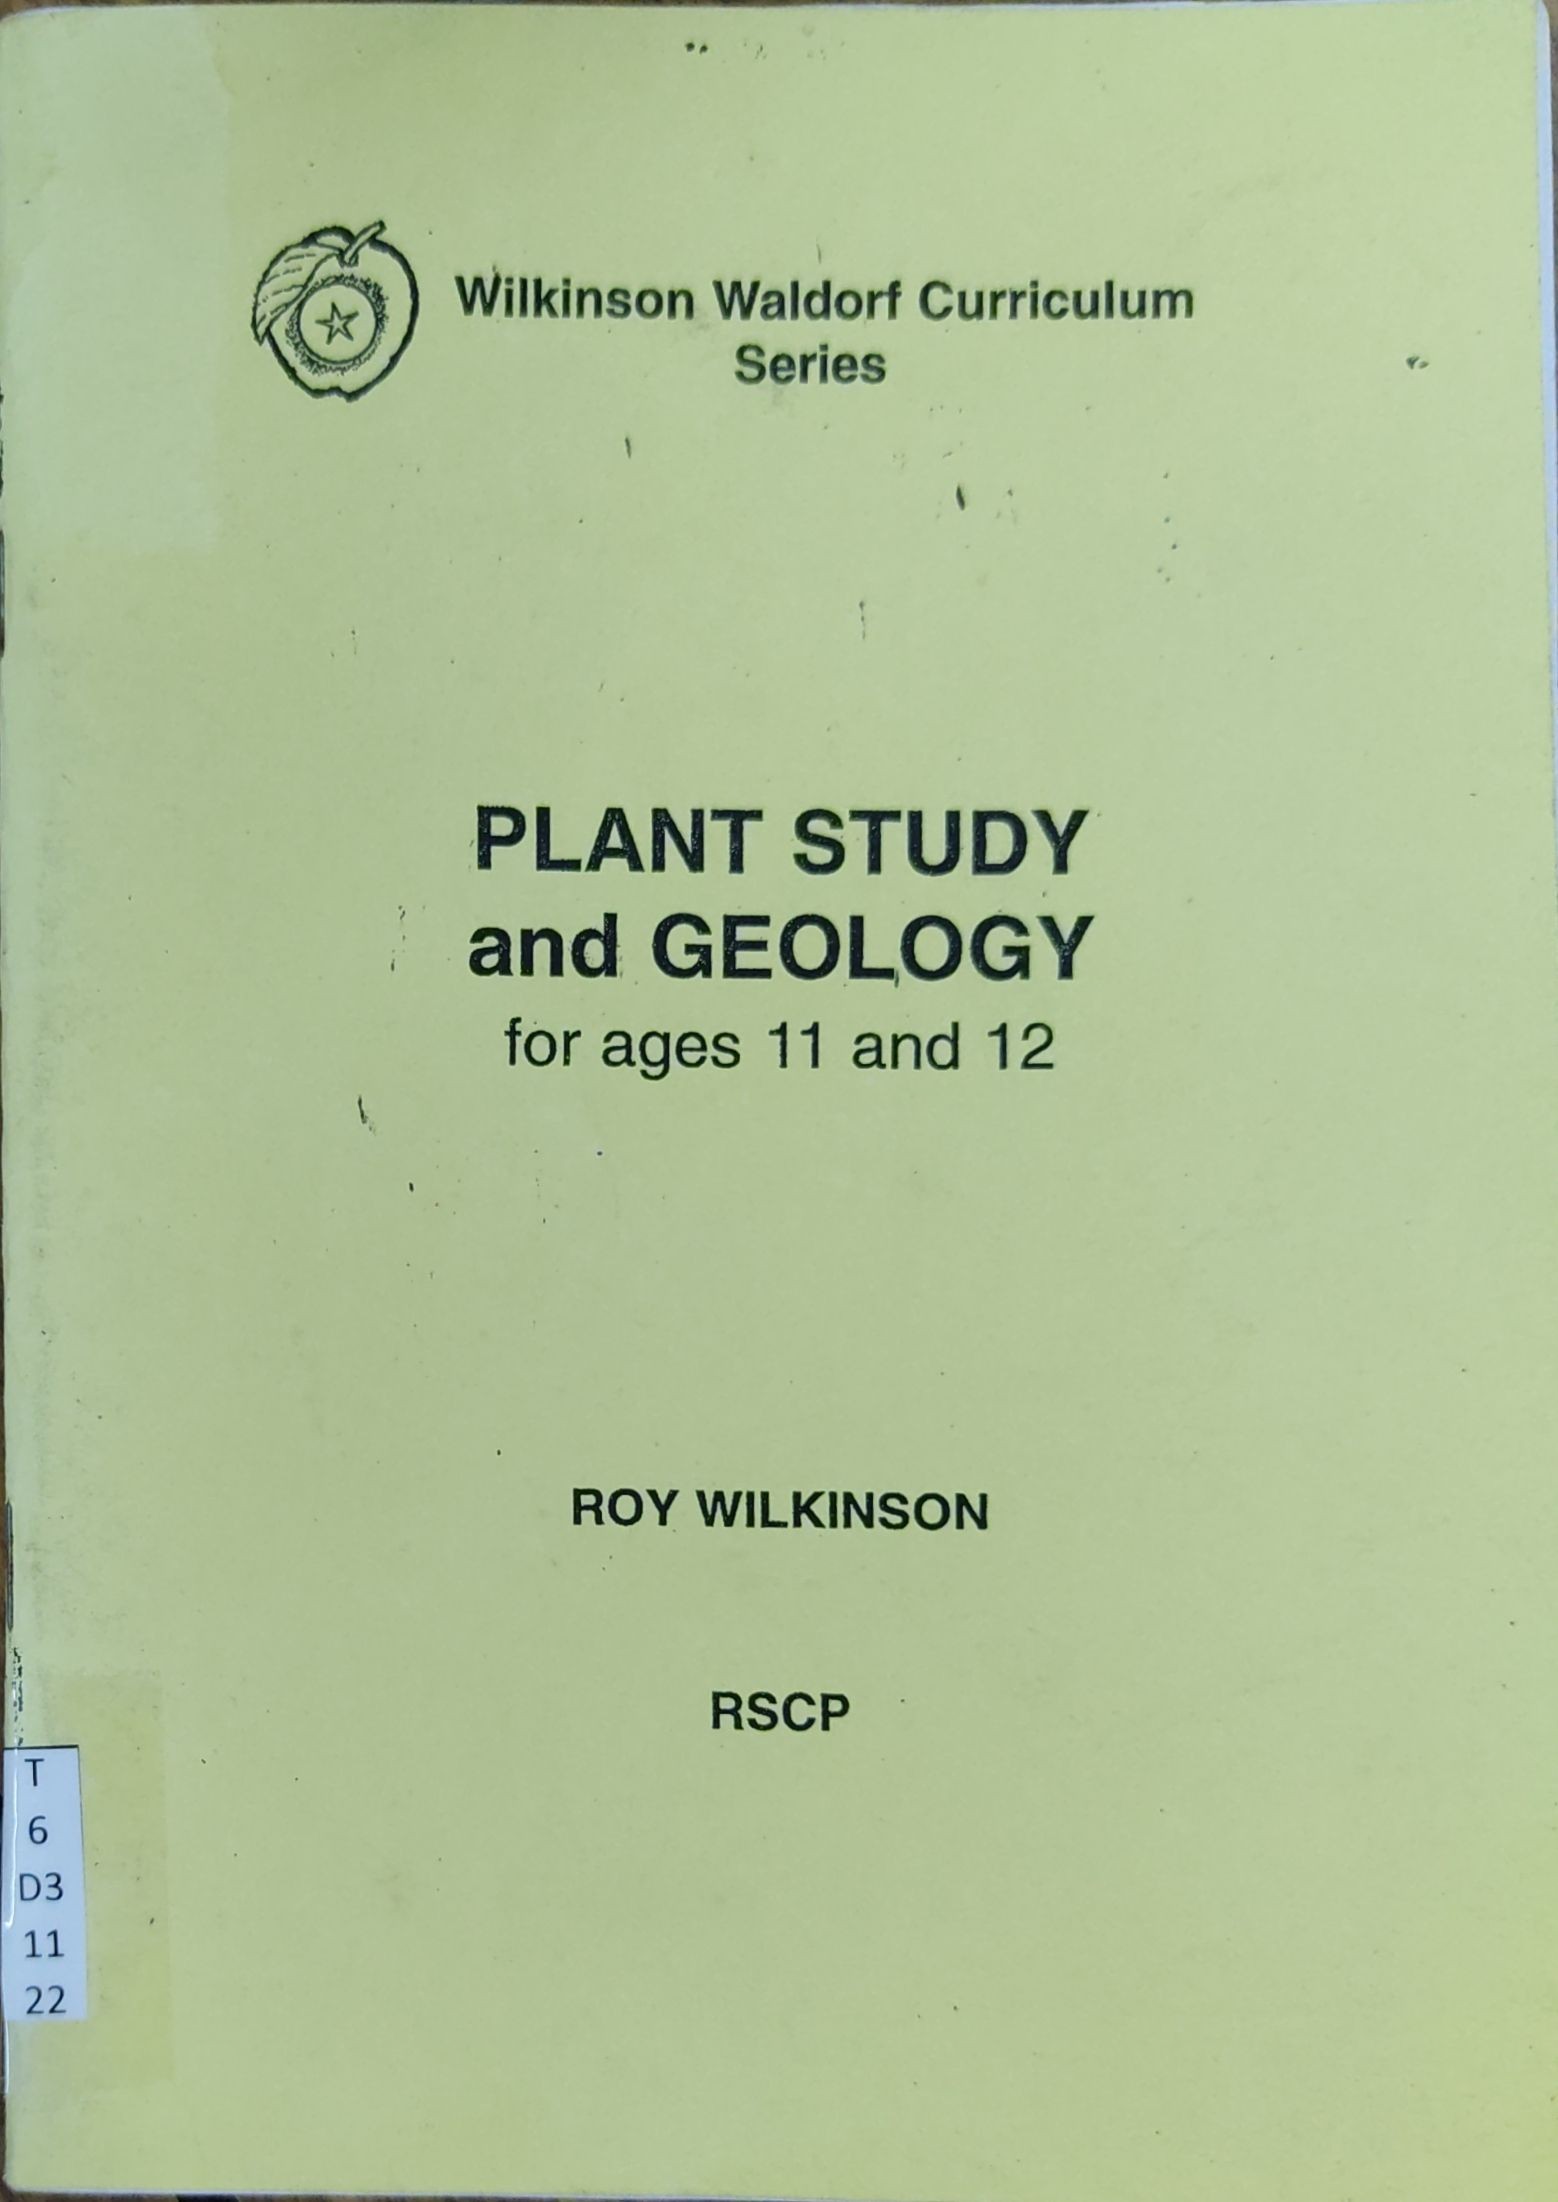 Wilkinson Waldorf Curriculum
Series
PLANT STUDY
and GEOLOGY
for ages 11 and 12
ROY WILKINSON
RSCP
T
6
D3
11
22